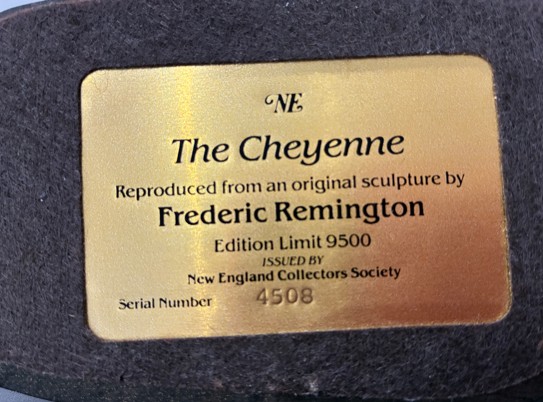 NE
The Cheyenne
Reproduced from an original sculpture by
Frederic Remington
Edition Limit 9500
ISSUED BY
New England Collectors Society
Serial Number 4508